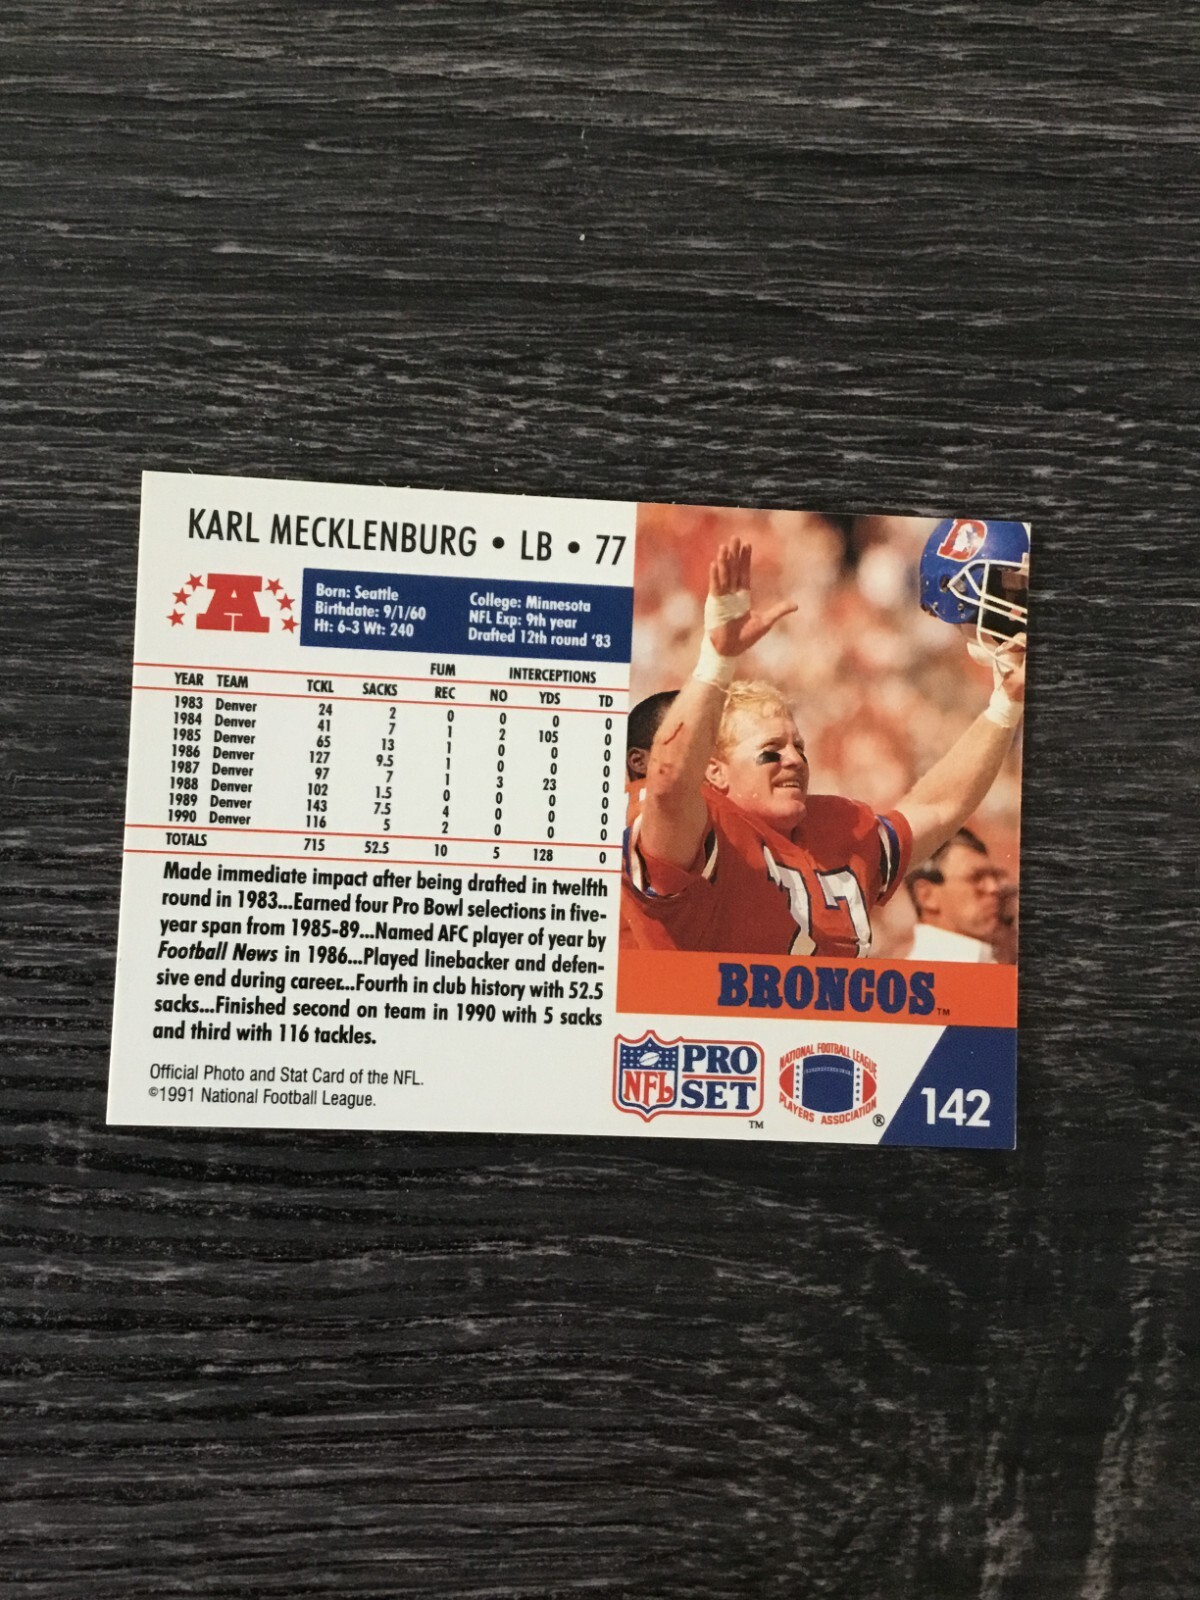 KARL MECKLENBURG • LB • 77
A
Born: Seattle
Birthdate: 9/1/60
Ht: 6-3 Wt: 240
College: Minnesota
NFL Exp: 9th year
Drafted 12th round '83
FUM INTERCEPTIONS
YEAR TEAM TCKL SACKS REC NO YDS TD
1983 Denver 24 2 0 0 0 0
1984 Denver 41 7 1 2 105 0
1985 Denver 65 13 1 0 0 0
1986 Denver 127 9.5 1 0 0 0
1987 Denver 97 7 1 3 23 0
1988 Denver 102 1.5 0 0 0 0
1989 Denver 143 7.5 4 0 0 0
1990 Denver 116 5 2 0 0 0
TOTALS 715 52.5 10 5 128 0
Made immediate impact after being drafted in twelfth
round in 1983...Earned four Pro Bowl selections in five-
year span from 1985-89...Named AFC player of year by
Football News in 1986...Played linebacker and defen-
sive end during career...Fourth in club history with 52.5
sacks...Finished second on team in 1990 with 5 sacks
and third with 116 tackles.
Official Photo and Stat Card of the NFL.
©1991 National Football League.
D
77
BRONCOS™
NFL
PRO
SET™
NATIONAL FOOTBALL LEAGUE
PLAYERS ASSOCIATION®
142